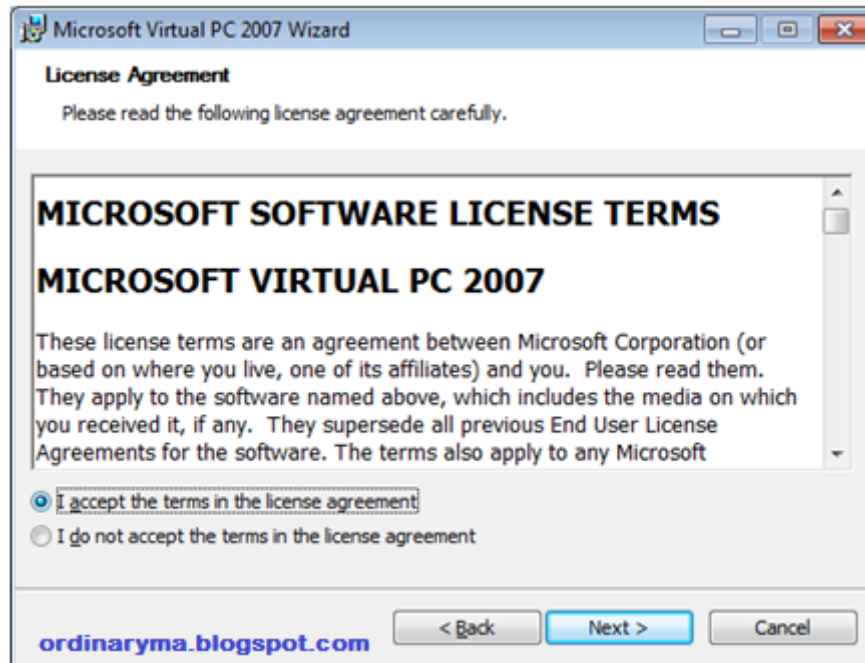 Microsoft Virtual PC 2007 Wizard
License Agreement
Please read the following license agreement carefully.
MICROSOFT SOFTWARE LICENSE TERMS
MICROSOFT VIRTUAL PC 2007
These license terms are an agreement between Microsoft Corporation (or
based on where you live, one of its affiliates) and you.  Please read them.
They apply to the software named above, which includes the media on which
you received it, if any.  They supersede all previous End User License
Agreements for the software. The terms also apply to any Microsoft
I accept the terms in the license agreement
I do not accept the terms in the license agreement
< Back
Next >
Cancel
ordinaryma.blogspot.com